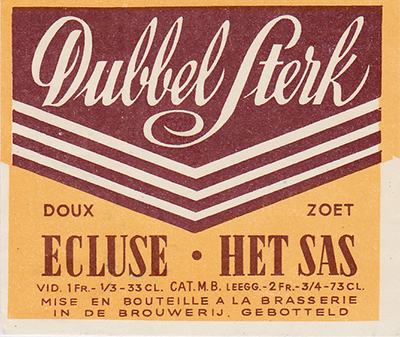 Dubbel Sterk
DOUX ZOET
ECLUSE · HET SAS
VID. 1 FR.- 1/3 - 33 CL. CAT. M.B. LEEGG.- 2 FR.- 3/4 - 73 CL.
MISE EN BOUTEILLE A LA BRASSERIE
IN DE BROUWERIJ. GEBOTTELD